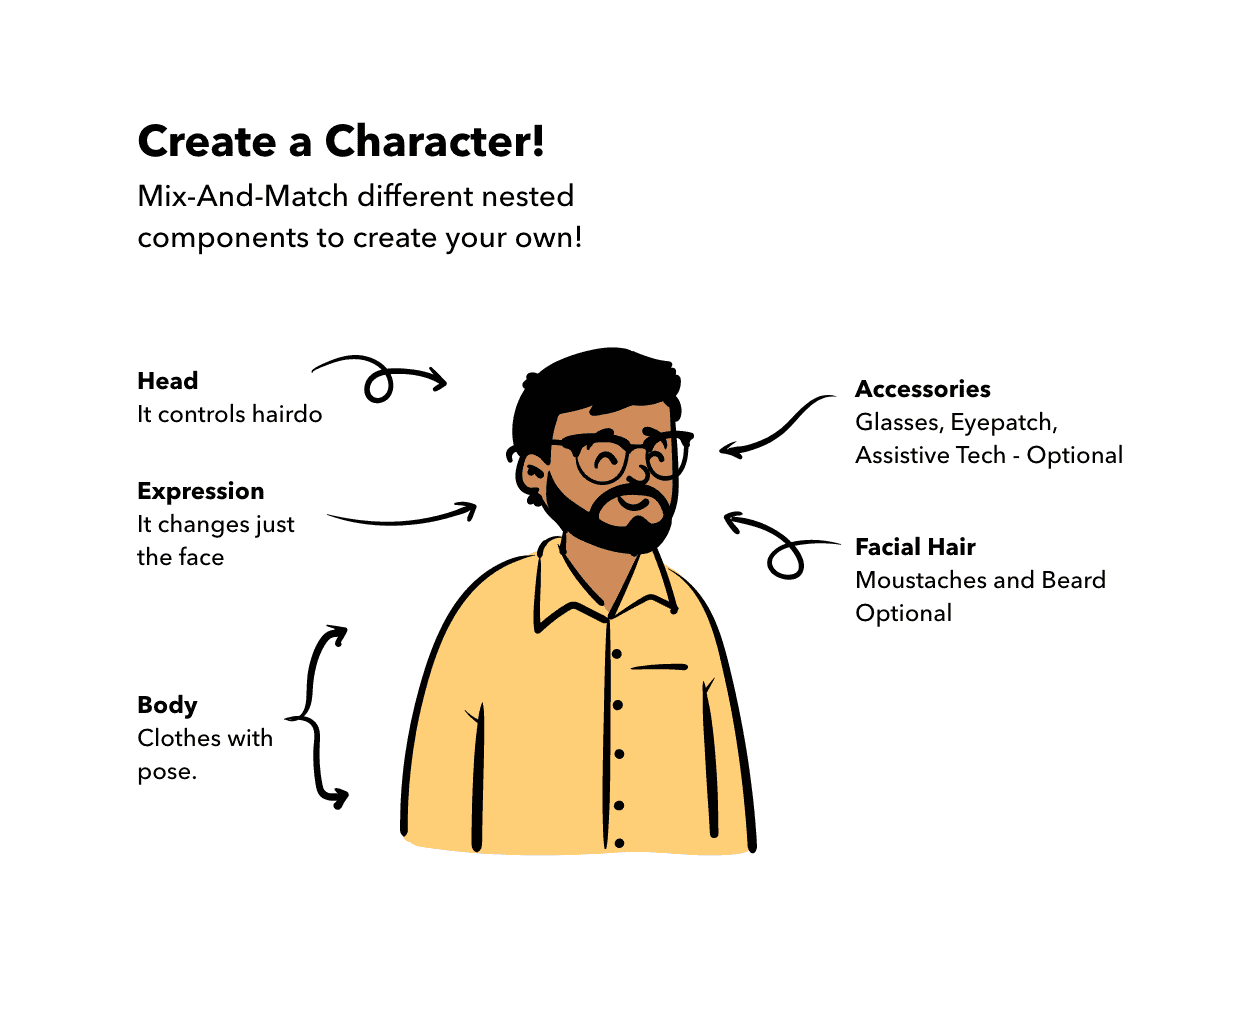 Create a Character!
Mix-And-Match different nested
components to create your own!
Head
It controls hairdo
Expression
It changes just
the face
Body
Clothes with
pose.
Accessories
Glasses, Eyepatch,
Assistive Tech - Optional
Facial Hair
Moustaches and Beard
Optional